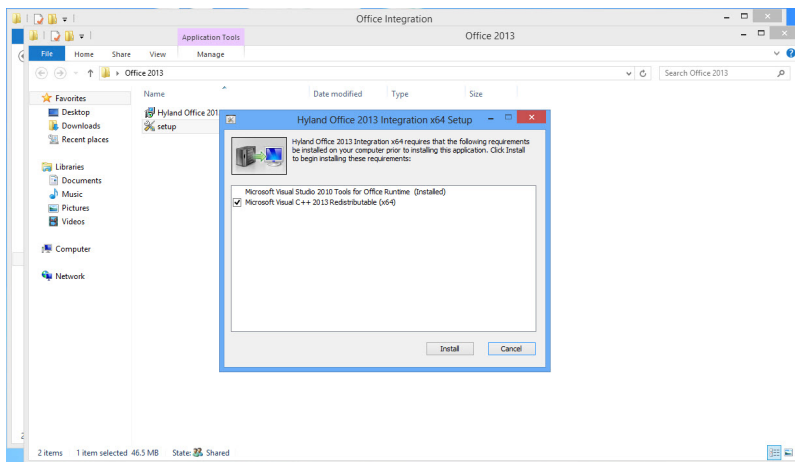 Office Integration
Application Tools
Office 2013
File Home Share View Manage
Office 2013
Search Office 2013
Name Date modified Type Size
Favorites
Desktop
Downloads
Recent places
Libraries
Documents
Music
Pictures
Videos
Computer
Network
Hyland Office 201
setup
Hyland Office 2013 Integration x64 Setup
Hyland Office 2013 Integration x64 requires that the following requirements
be installed on your computer prior to installing this application. Click Install
to begin installing these requirements:
Microsoft Visual Studio 2010 Tools for Office Runtime (Installed)
Microsoft Visual C++ 2013 Redistributable (x64)
Install Cancel
2 items 1 item selected 46.5 MB State: Shared